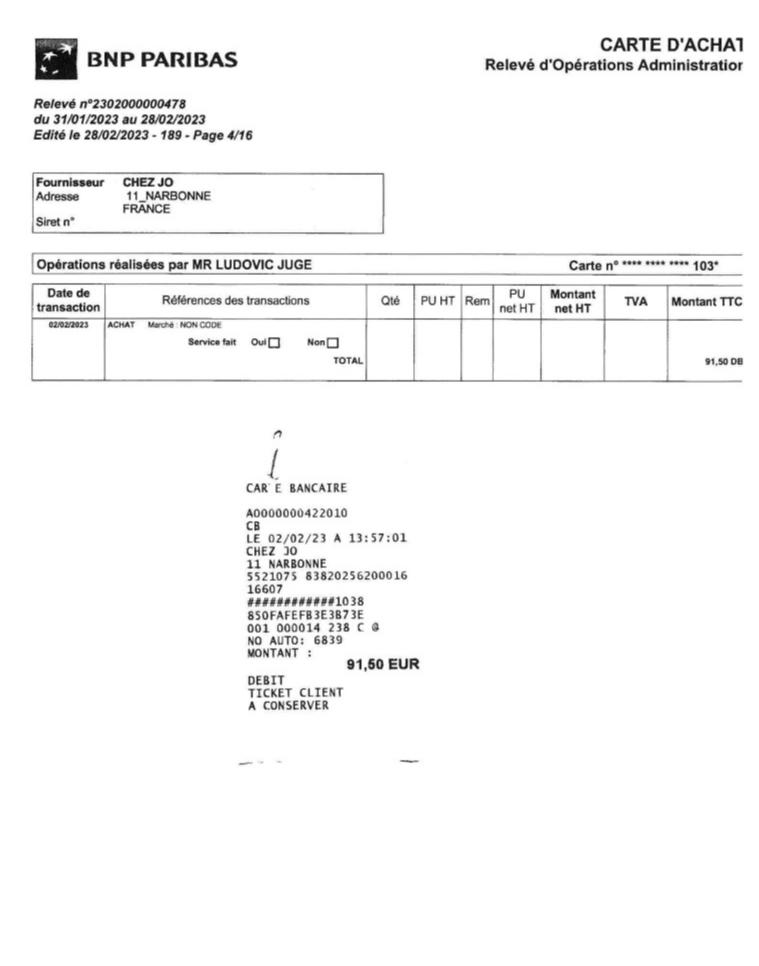 BNP PARIBAS
CARTE D'ACHAT
Relevé d'Opérations Administration
Relevé n°2302000000478
du 31/01/2023 au 28/02/2023
Edité le 28/02/2023 - 189 - Page 4/16
Fournisseur CHEZ JO
Adresse 11_NARBONNE
FRANCE
Siret n°
Opérations réalisées par MR LUDOVIC JUGE Carte n° **** **** **** 103*
Date de transaction Références des transactions Qté PU HT Rem PU net HT Montant net HT TVA Montant TTC
02/02/2023 ACHAT Marché : NON CODE
Service fait Oui Non
TOTAL 91,50 DB
CAR E BANCAIRE
A0000000422010
CB
LE 02/02/23 A 13:57:01
CHEZ JO
11 NARBONNE
5521075 83820256200016
16607
############1038
850FAFEFB3E3B73E
001 000014 238 C @
NO AUTO: 6839
MONTANT :
91,50 EUR
DEBIT
TICKET CLIENT
A CONSERVER